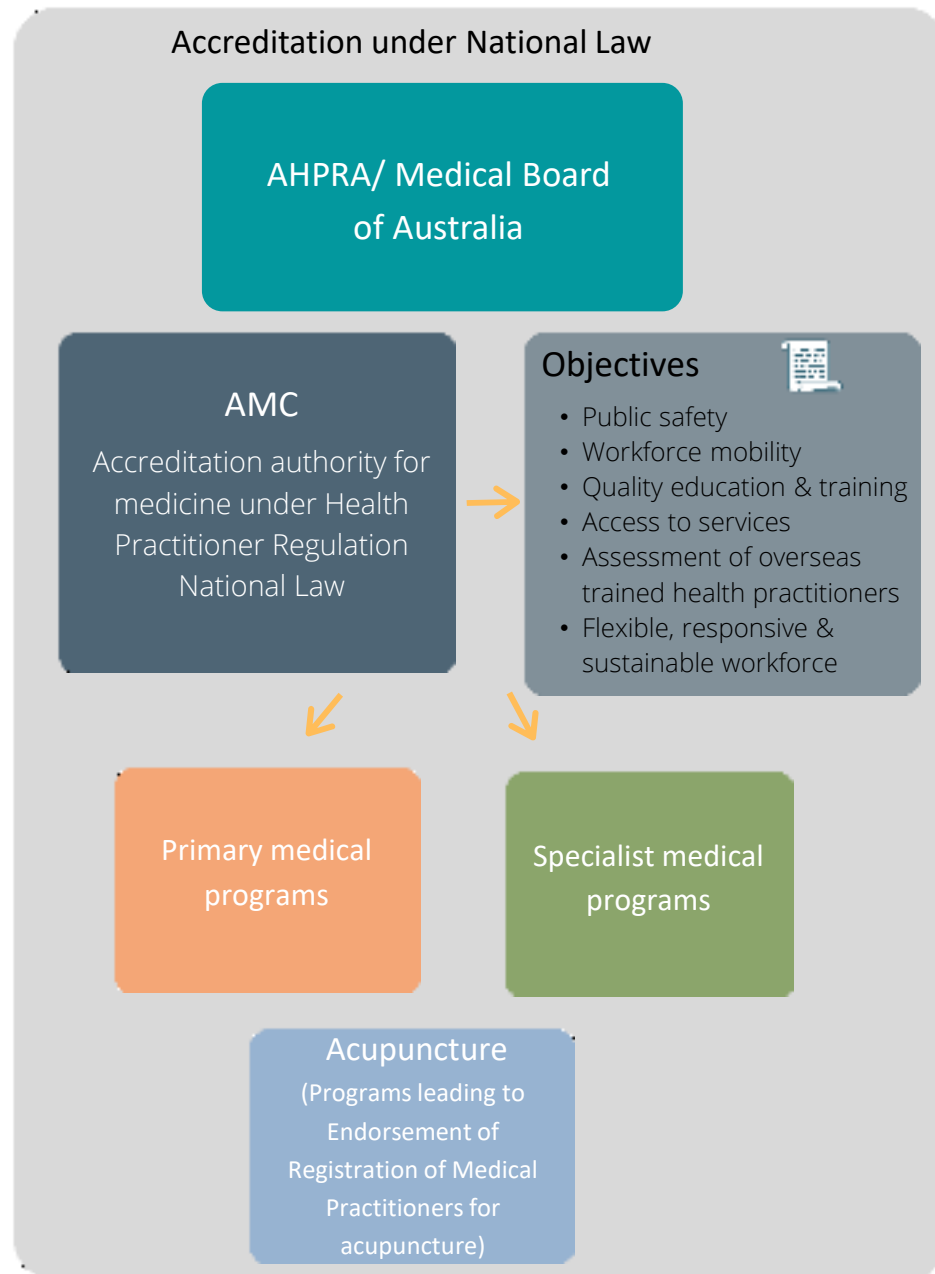 Accreditation under National Law
AHPRA/ Medical Board
of Australia
AMC
Accreditation authority for
medicine under Health
Practitioner Regulation
National Law
Objectives
• Public safety
• Workforce mobility
• Quality education & training
• Access to services
• Assessment of overseas
trained health practitioners
• Flexible, responsive &
sustainable workforce
Primary medical
programs
Specialist medical
programs
Acupuncture
(Programs leading to
Endorsement of
Registration of Medical
Practitioners for
acupuncture)